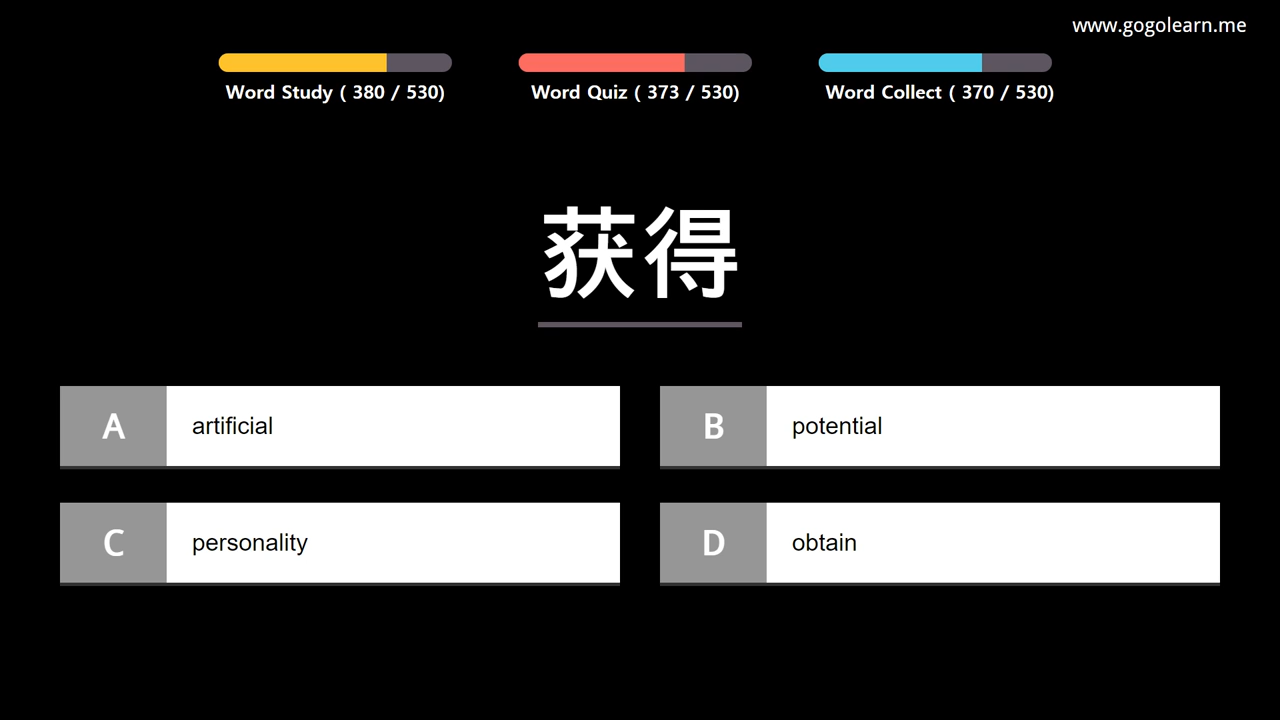 www.gogolearn.me
Word Study ( 380 / 530)
Word Quiz ( 373 / 530)
Word Collect ( 370 / 530)
获得
A artificial
B potential
C personality
D obtain